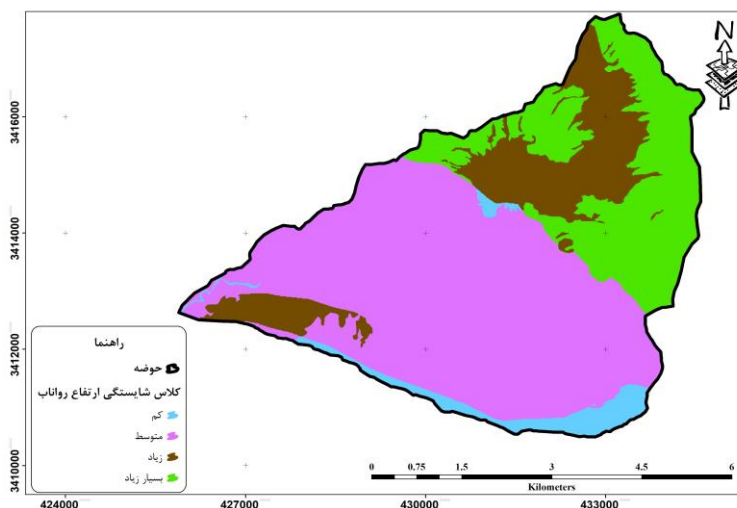 N
3416000
3414000
3412000
3410000
راهنما
حوضه
کلاس شایستگی ارتفاع رواناب
کم
متوسط
زیاد
بسیار زیاد
0 0.75 1.5 3 4.5 6
Kilometers
424000 427000 430000 433000